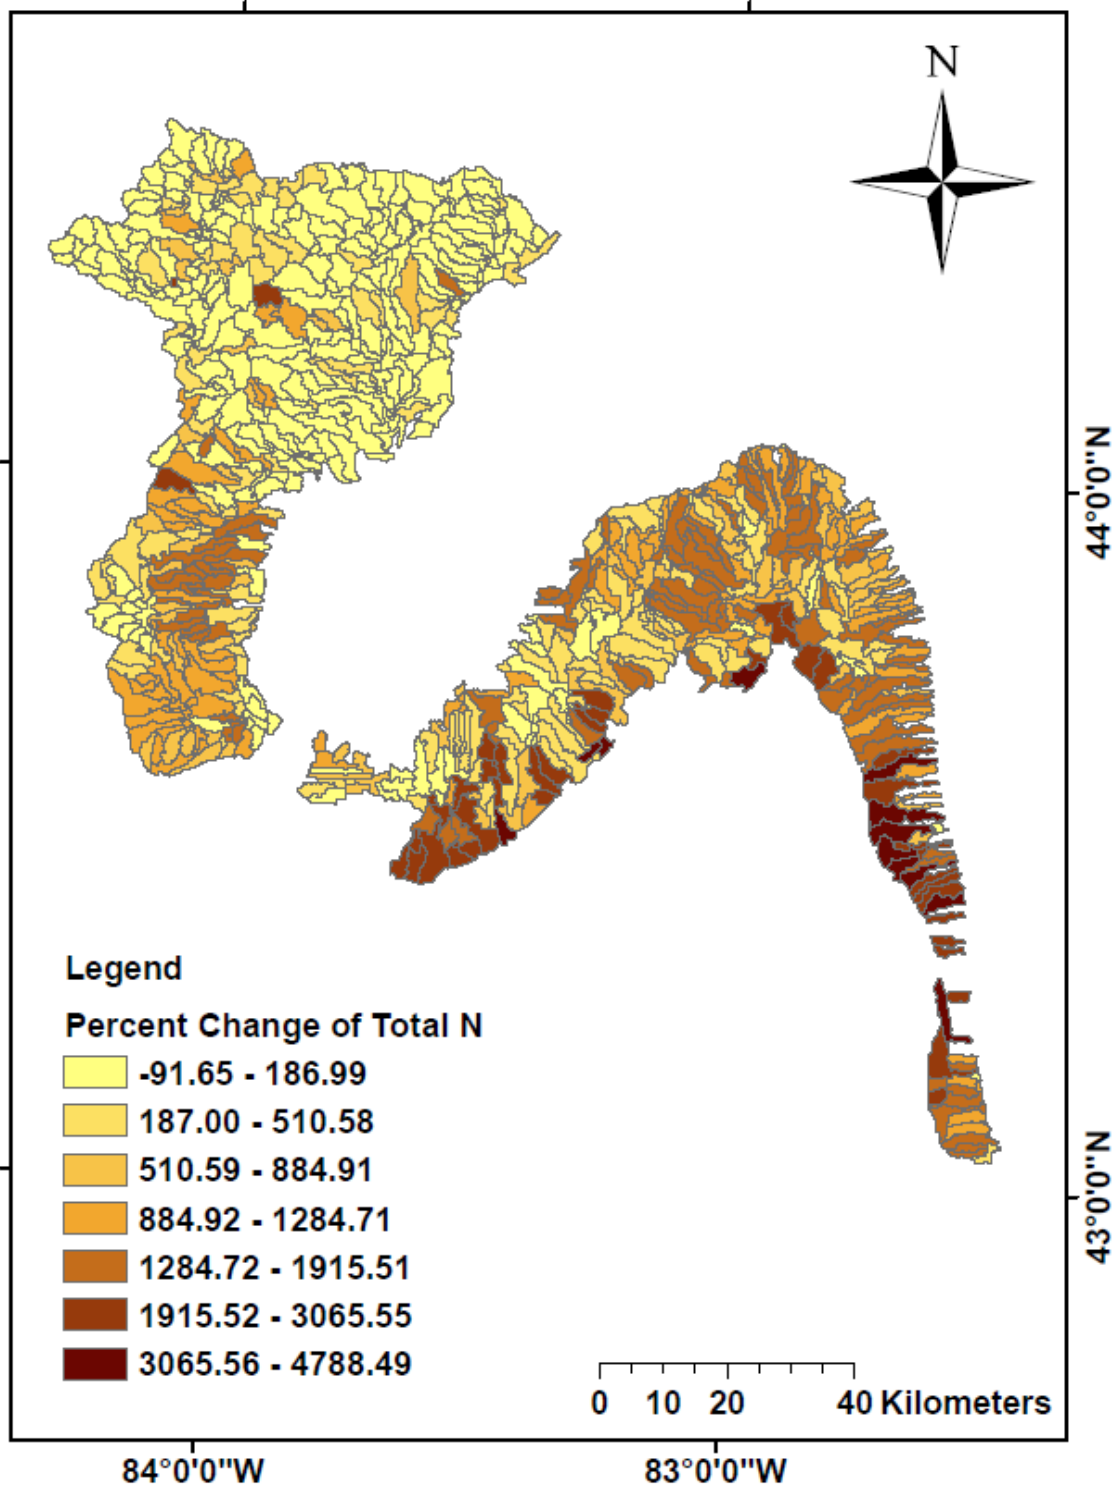 N
44°0'0"N
43°0'0"N
Legend
Percent Change of Total N
-91.65 - 186.99
187.00 - 510.58
510.59 - 884.91
884.92 - 1284.71
1284.72 - 1915.51
1915.52 - 3065.55
3065.56 - 4788.49
0 10 20 40 Kilometers
84°0'0"W 83°0'0"W